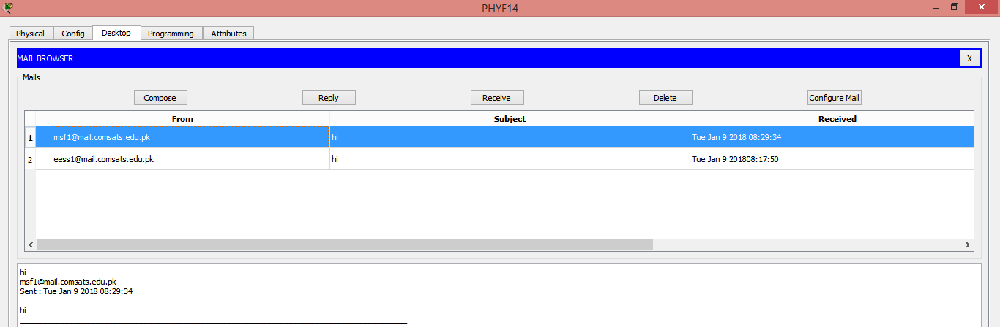 PHYF14
Physical Config Desktop Programming Attributes
MAIL BROWSER X
Mails
Compose Reply Receive Delete Configure Mail
From Subject Received
1 msf1@mail.comsats.edu.pk hi Tue Jan 9 2018 08:29:34
2 eess1@mail.comsats.edu.pk hi Tue Jan 9 201808:17:50
hi
msf1@mail.comsats.edu.pk
Sent : Tue Jan 9 2018 08:29:34
hi